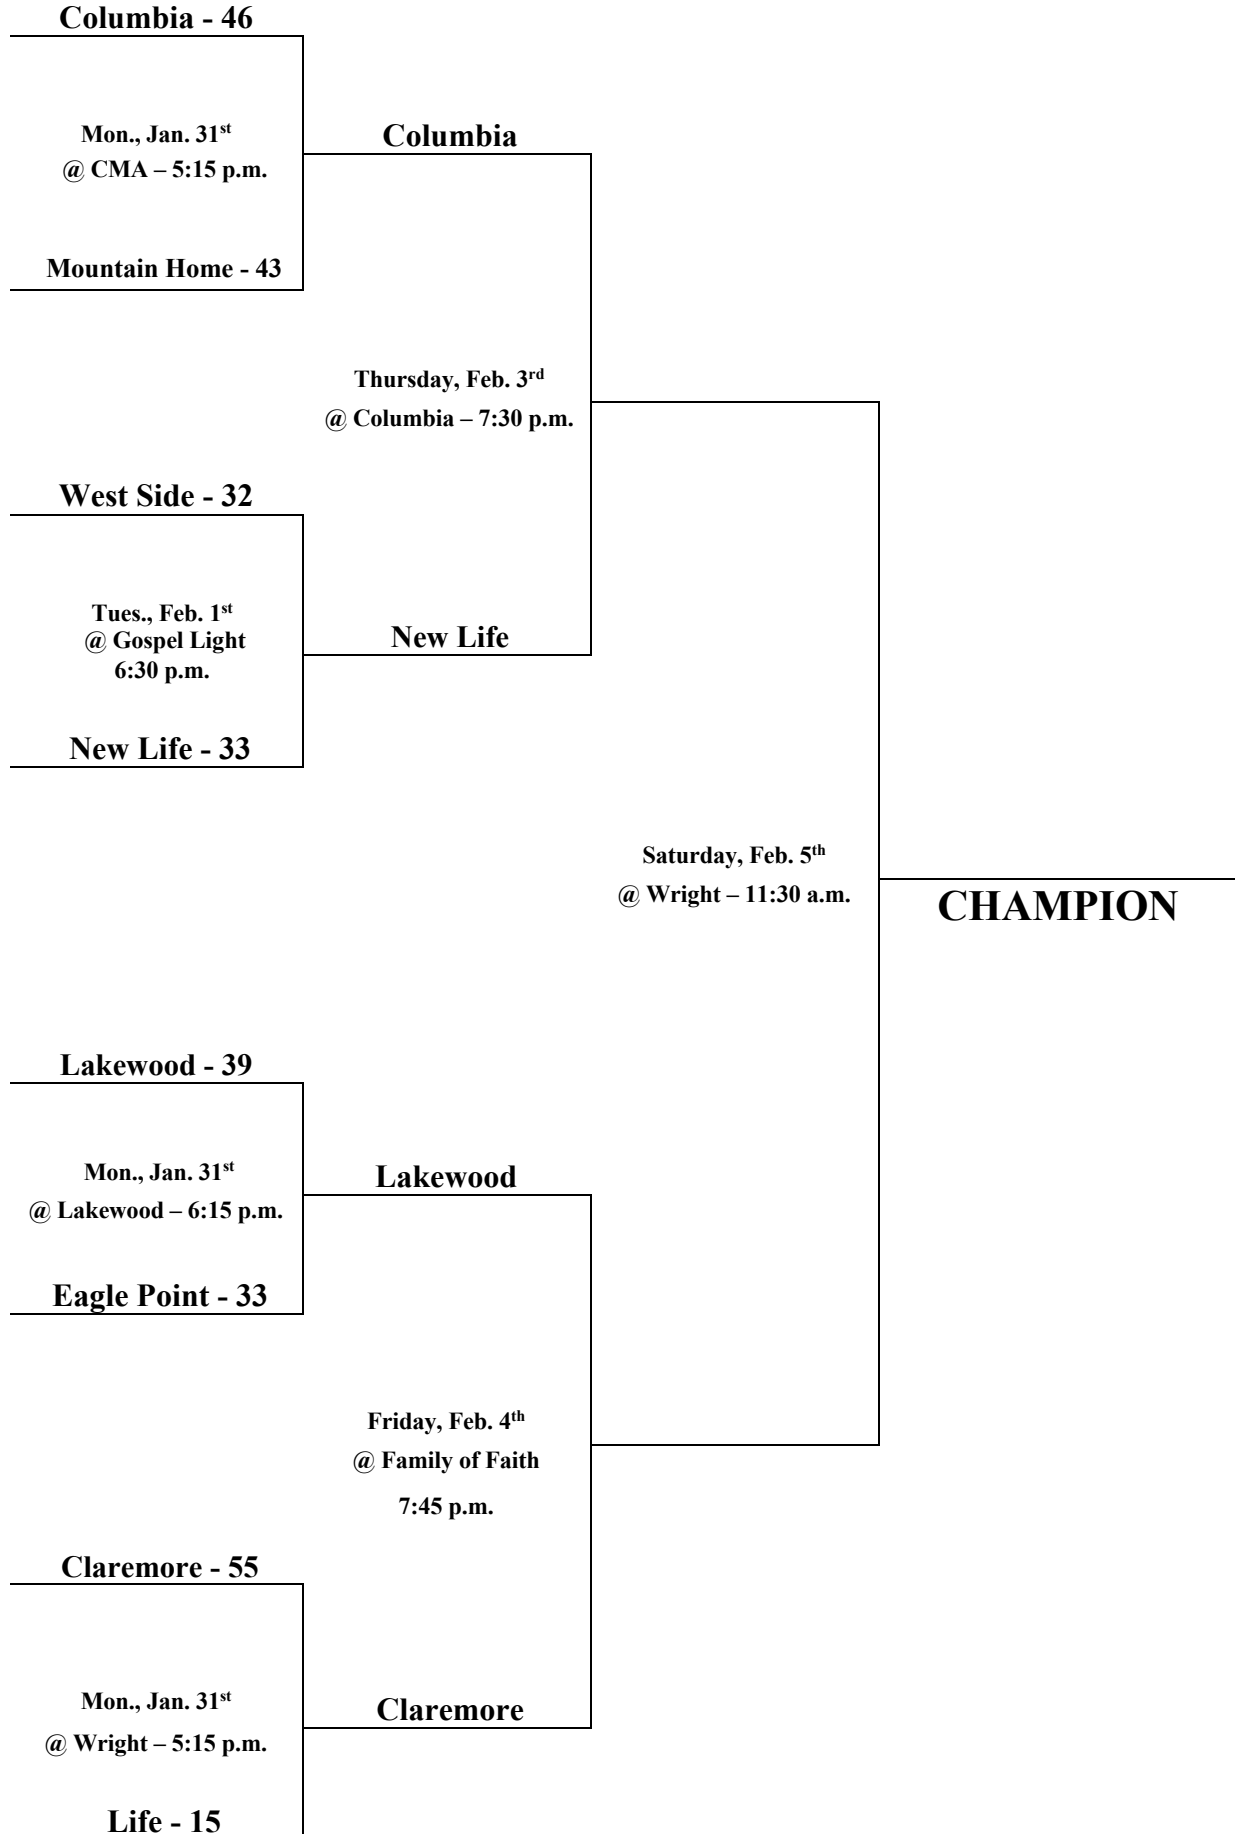 Columbia - 46
Mon., Jan. 31st
@ CMA – 5:15 p.m.
Columbia
Mountain Home - 43
Thursday, Feb. 3rd
@ Columbia – 7:30 p.m.
West Side - 32
Tues., Feb. 1st
@ Gospel Light
6:30 p.m.
New Life
New Life - 33
Saturday, Feb. 5th
@ Wright – 11:30 a.m.
CHAMPION
Lakewood - 39
Mon., Jan. 31st
@ Lakewood – 6:15 p.m.
Lakewood
Eagle Point - 33
Friday, Feb. 4th
@ Family of Faith
7:45 p.m.
Claremore - 55
Mon., Jan. 31st
@ Wright – 5:15 p.m.
Claremore
Life - 15